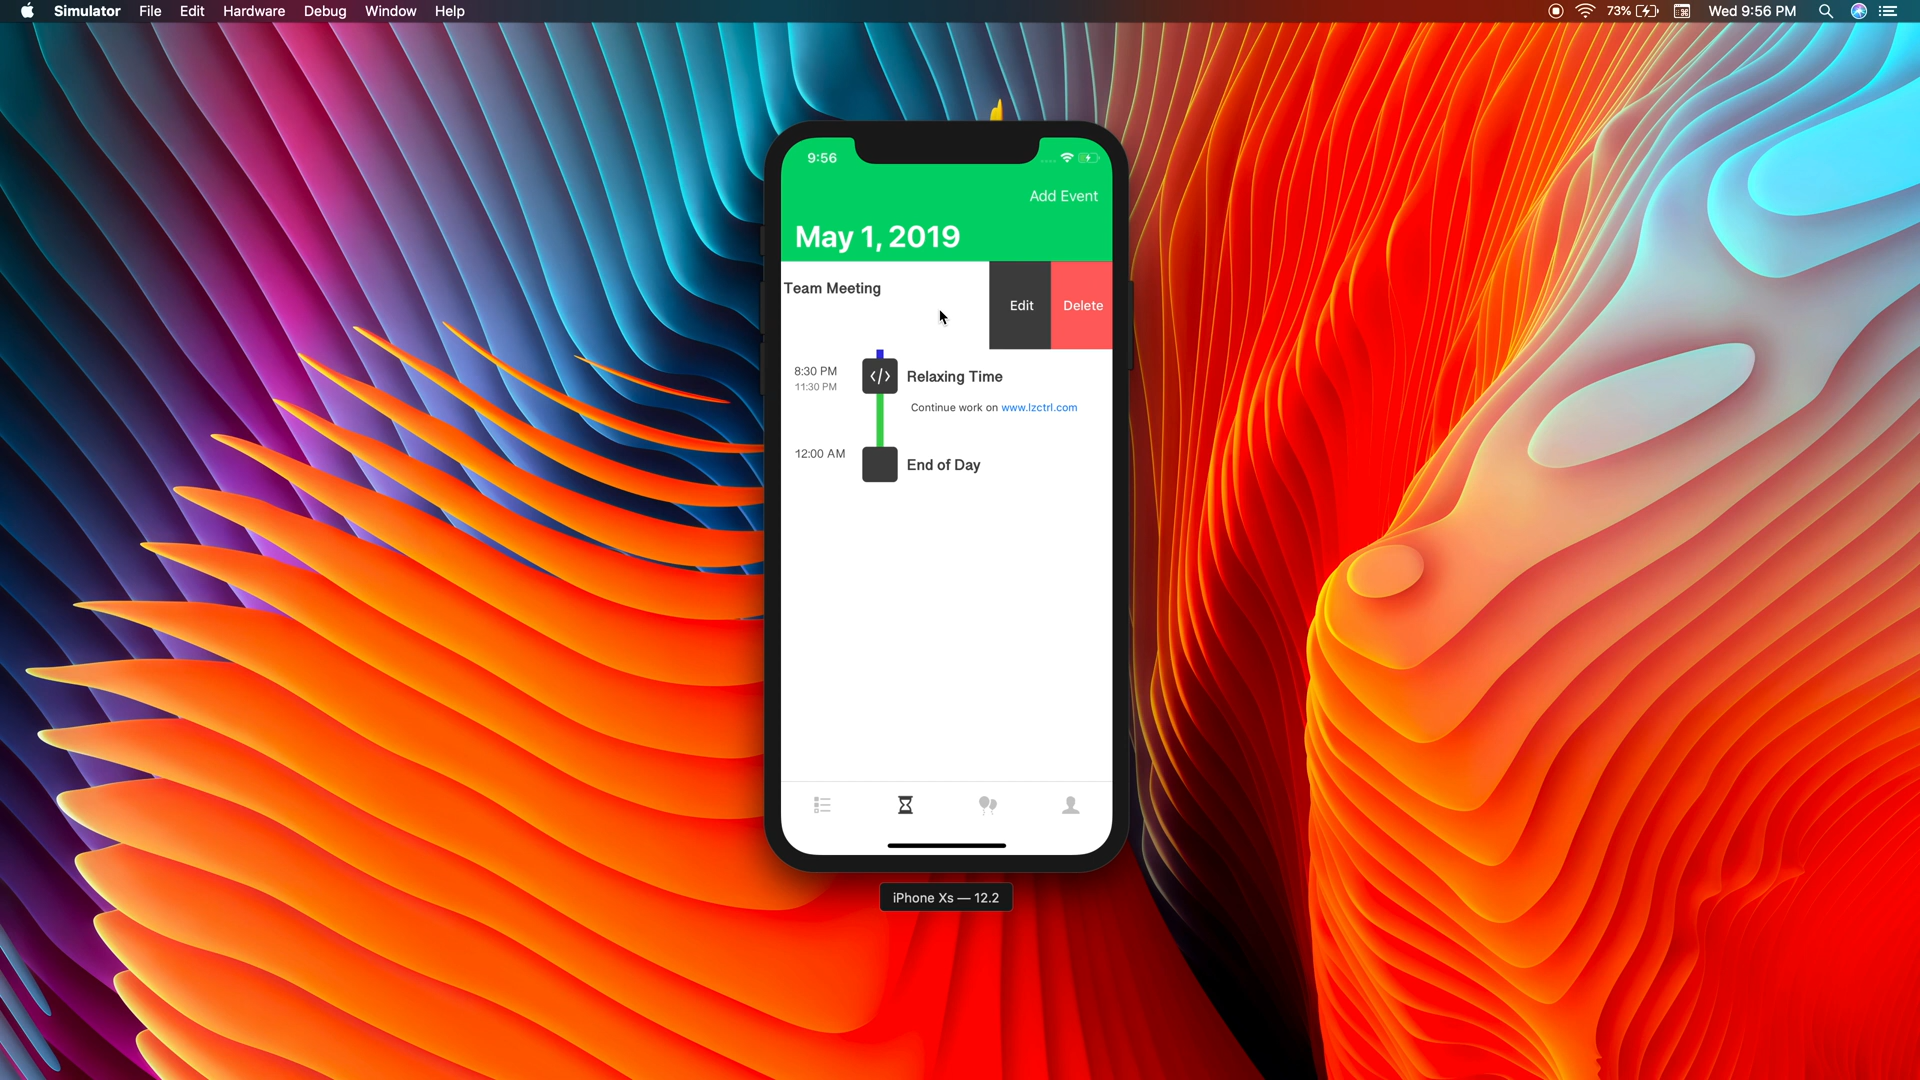 Simulator File Edit Hardware Debug Window Help 73% Wed 9:56 PM
9:56
Add Event
May 1, 2019
Team Meeting
Edit
Delete
8:30 PM
11:30 PM
</> Relaxing Time
Continue work on www.lzctrl.com
12:00 AM
End of Day
iPhone Xs — 12.2